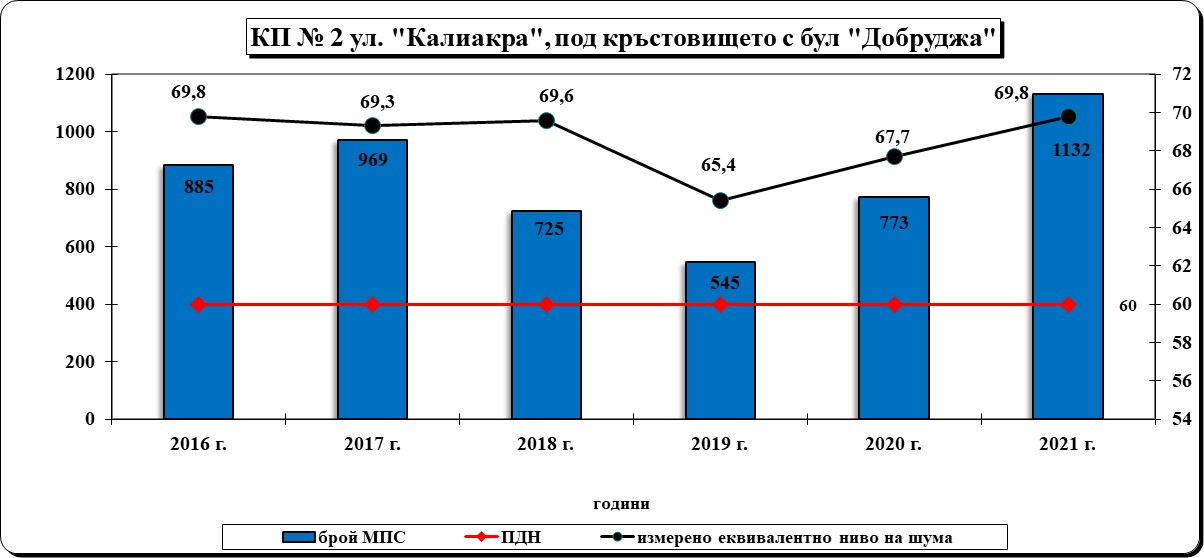 КП № 2 ул. "Калиакра", под кръстовището с бул "Добруджа"
1200 69,8 69,3 69,6 65,4 67,7 69,8 72
1000 885 969 725 545 773 1132 70
800 68
600 66
400 64
200 62
0 60 60
58
56
54
2016 г. 2017 г. 2018 г. 2019 г. 2020 г. 2021 г.
години
брой МПС ПДН измерено еквивалентно ниво на шума